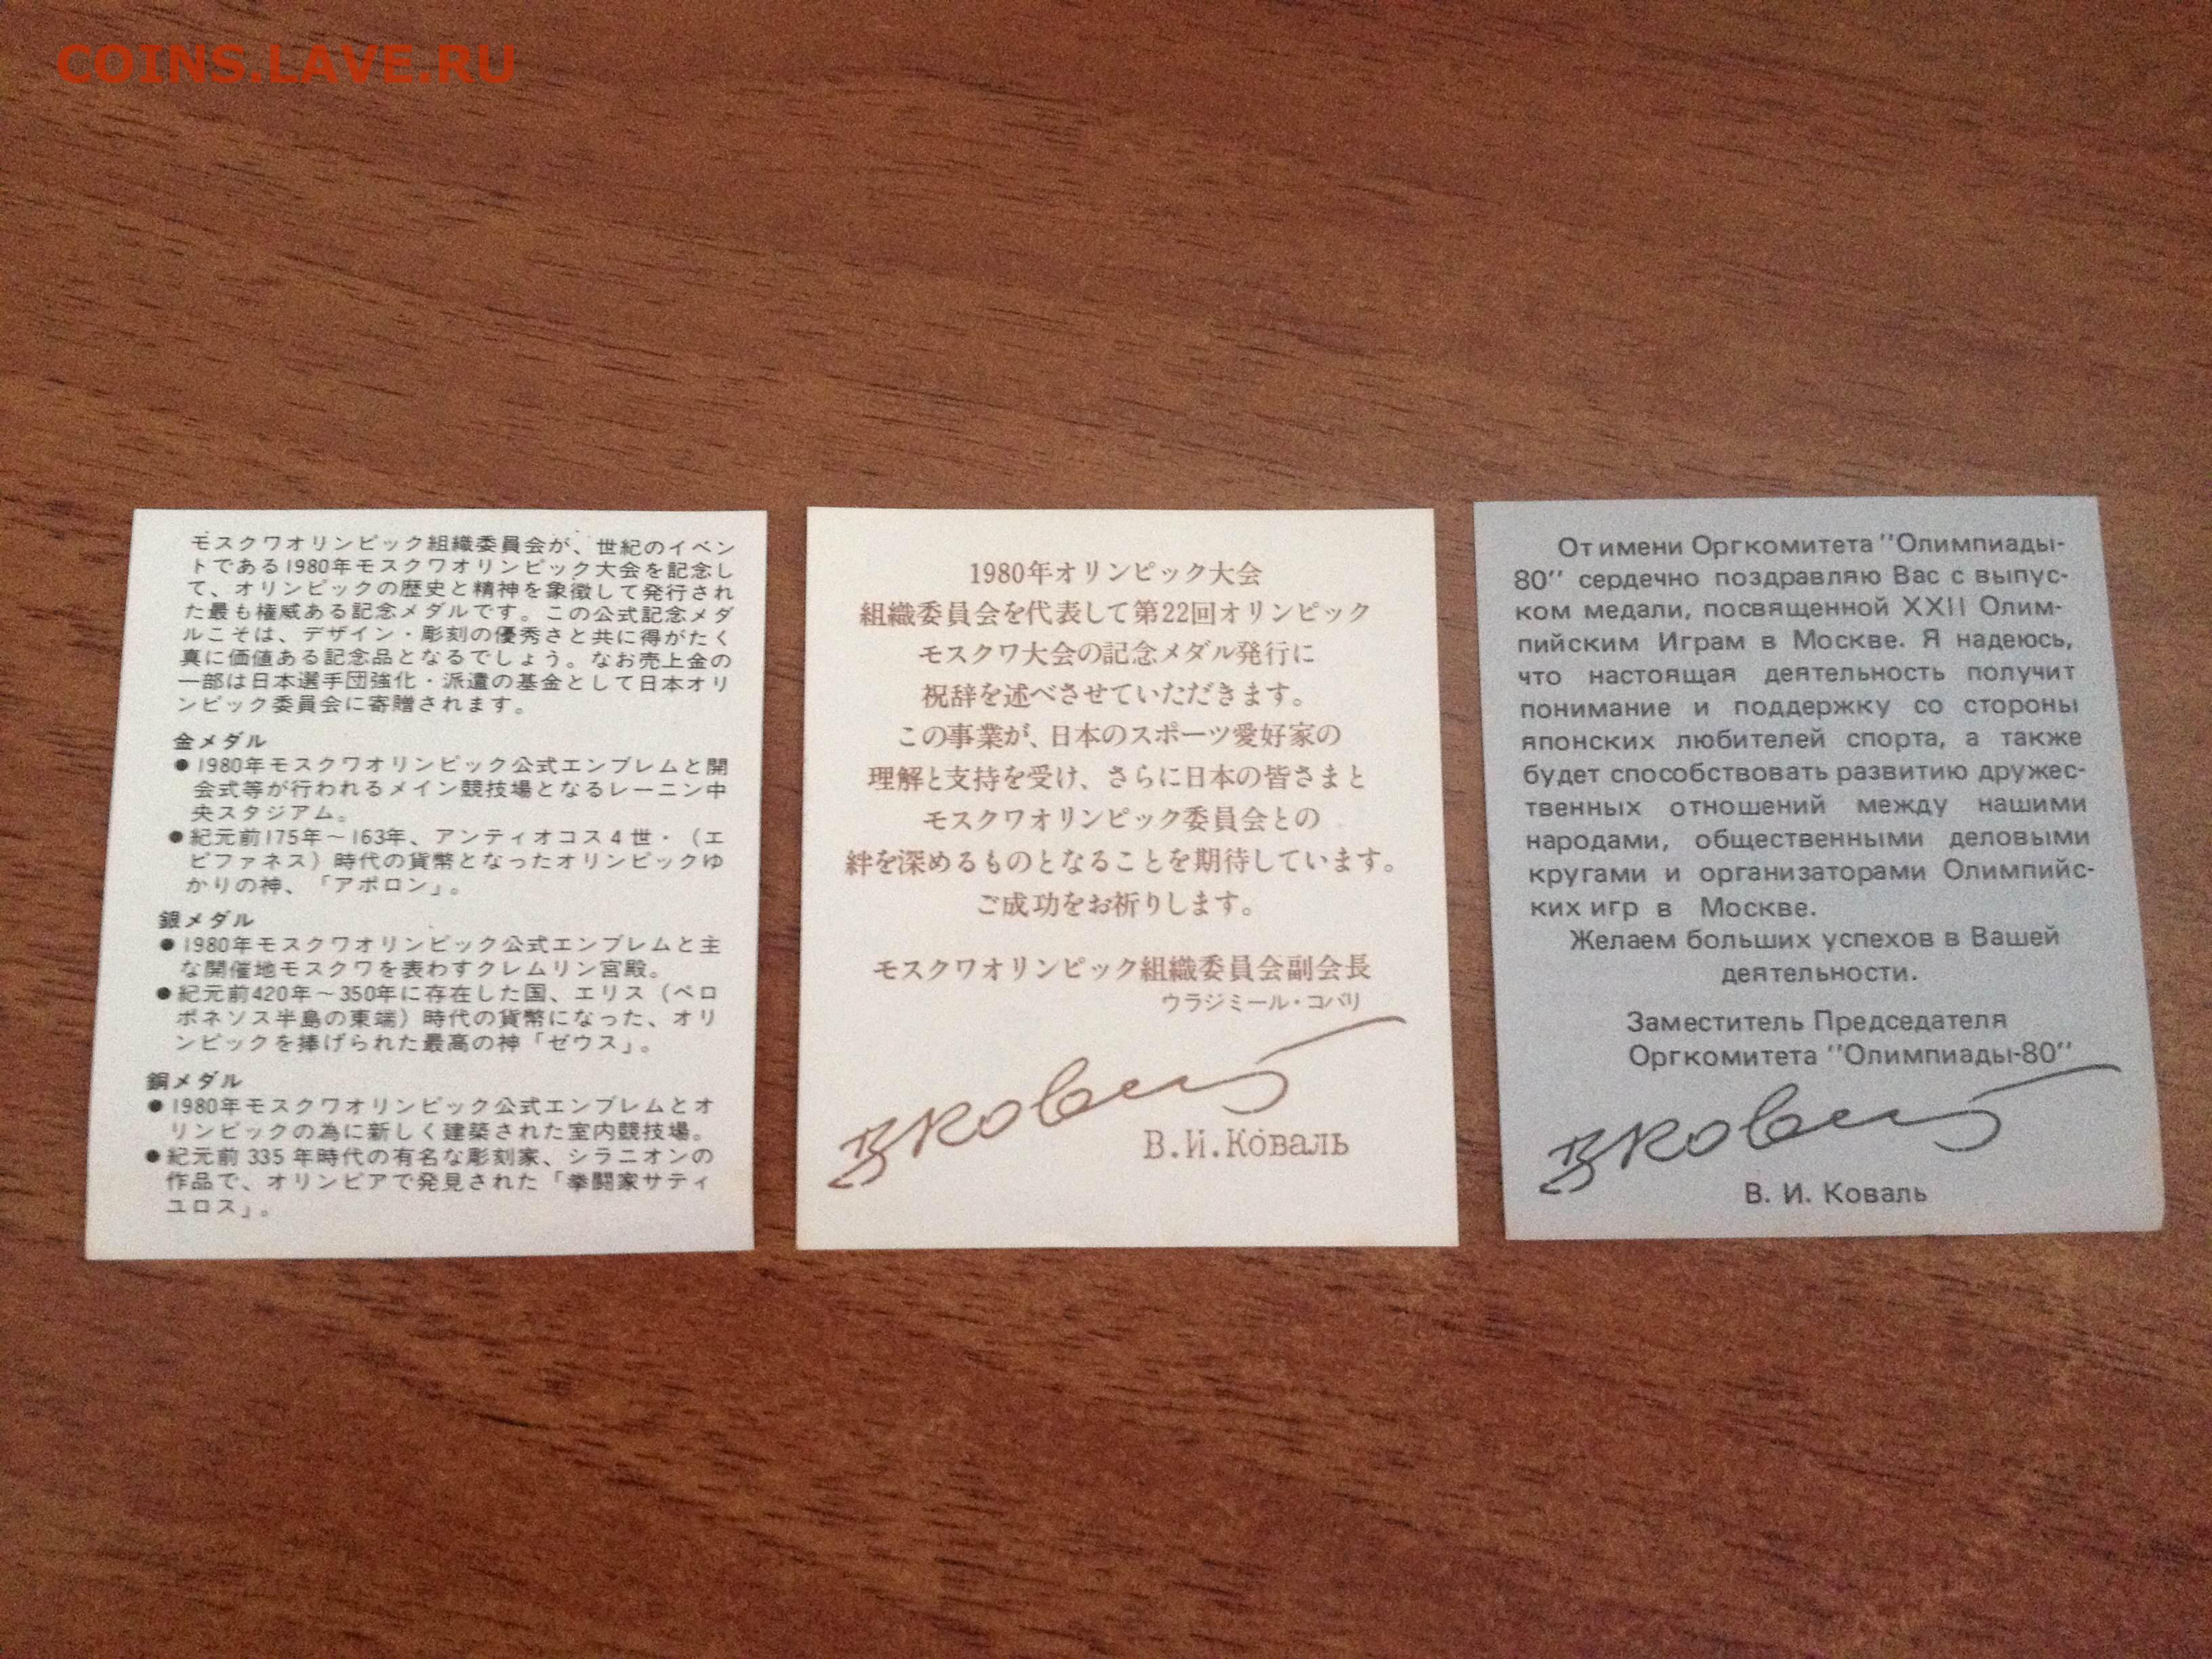 COINS.LAVE.RU
モスクワオリンピック組織委員会が、世紀のイベン
トである1980年モスクワオリンピック大会を記念し
て、オリンピックの歴史と精神を象徴して発行され
た最も権威ある記念メダルです。この公式記念メダ
ルこそは、デザイン・彫刻の優秀さと共に得がたく
真に価値ある記念品となるでしょう。なお売上金の
一部は日本選手団強化・派遣の基金として日本オリ
ンピック委員会に寄贈されます。
金メダル
●1980年モスクワオリンピック公式エンブレムと開
会式等が行われるメイン競技場となるレーニン中
央スタジアム。
●紀元前175年～163年、アンティオコス4世・（エ
ピファネス）時代の貨幣となったオリンピックゆ
かりの神、「アポロン」。
銀メダル
●1980年モスクワオリンピック公式エンブレムと主
な開催地モスクワを表わすクレムリン宮殿。
●紀元前420年～350年に存在した国、エリス（ペロ
ポネソス半島の東端）時代の貨幣になった、オリ
ンピックを捧げられた最高の神「ゼウス」。
銅メダル
●1980年モスクワオリンピック公式エンブレムとオ
リンピックの為に新しく建築された室内競技場。
●紀元前335年時代の有名な彫刻家、シラニオンの
作品で、オリンピアで発見された「拳闘家サティ
ユロス」。
1980年オリンピック大会
組織委員会を代表して第22回オリンピック
モスクワ大会の記念メダル発行に
祝辞を述べさせていただきます。
この事業が、日本のスポーツ愛好家の
理解と支持を受け、さらに日本の皆さまと
モスクワオリンピック委員会との
絆を深めるものとなることを期待しています。
ご成功をお祈りします。
モスクワオリンピック組織委員会副会長
ウラジミール・コバリ
В.И.Коваль
От имени Оргкомитета "Олимпиады-
80" сердечно поздравляю Вас с выпус-
ком медали, посвященной XXII Олим-
пийским Играм в Москве. Я надеюсь,
что настоящая деятельность получит
понимание и поддержку со стороны
японских любителей спорта, а также
будет способствовать развитию дружес-
твенных отношений между нашими
народами, общественными деловыми
кругами и организаторами Олимпийс-
ких игр в Москве.
Желаем больших успехов в Вашей
деятельности.
Заместитель Председателя
Оргкомитета "Олимпиады-80"
В. И. Коваль